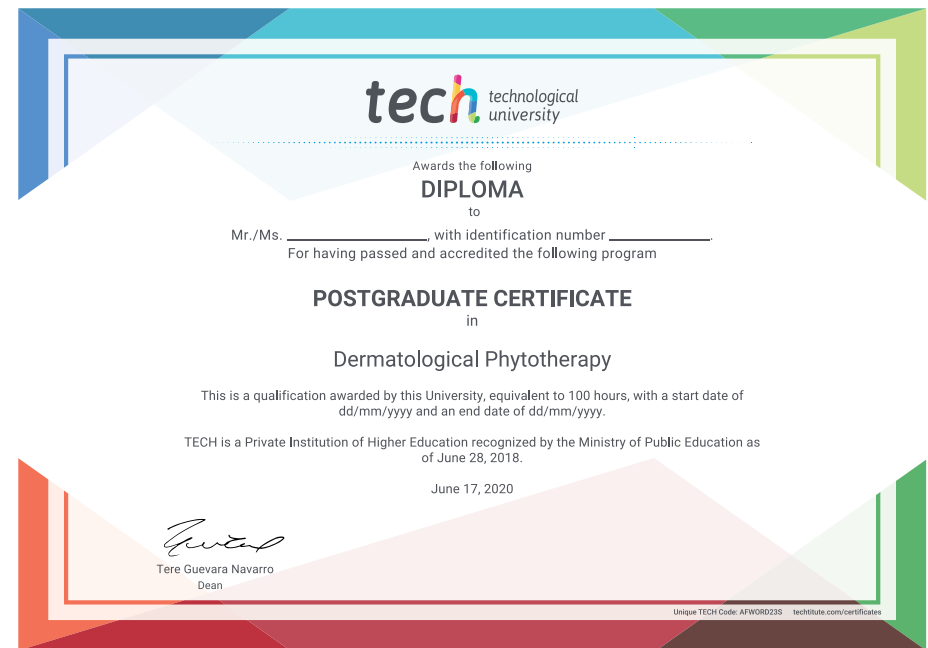 tech technological
university
Awards the following
DIPLOMA
to
Mr./Ms. ____________________, with identification number ______________.
For having passed and accredited the following program
POSTGRADUATE CERTIFICATE
in
Dermatological Phytotherapy
This is a qualification awarded by this University, equivalent to 100 hours, with a start date of
dd/mm/yyyy and an end date of dd/mm/yyyy.
TECH is a Private Institution of Higher Education recognized by the Ministry of Public Education as
of June 28, 2018.
June 17, 2020
Tere Guevara Navarro
Dean
Unique TECH Code: AFWORD23S techtitute.com/certificates